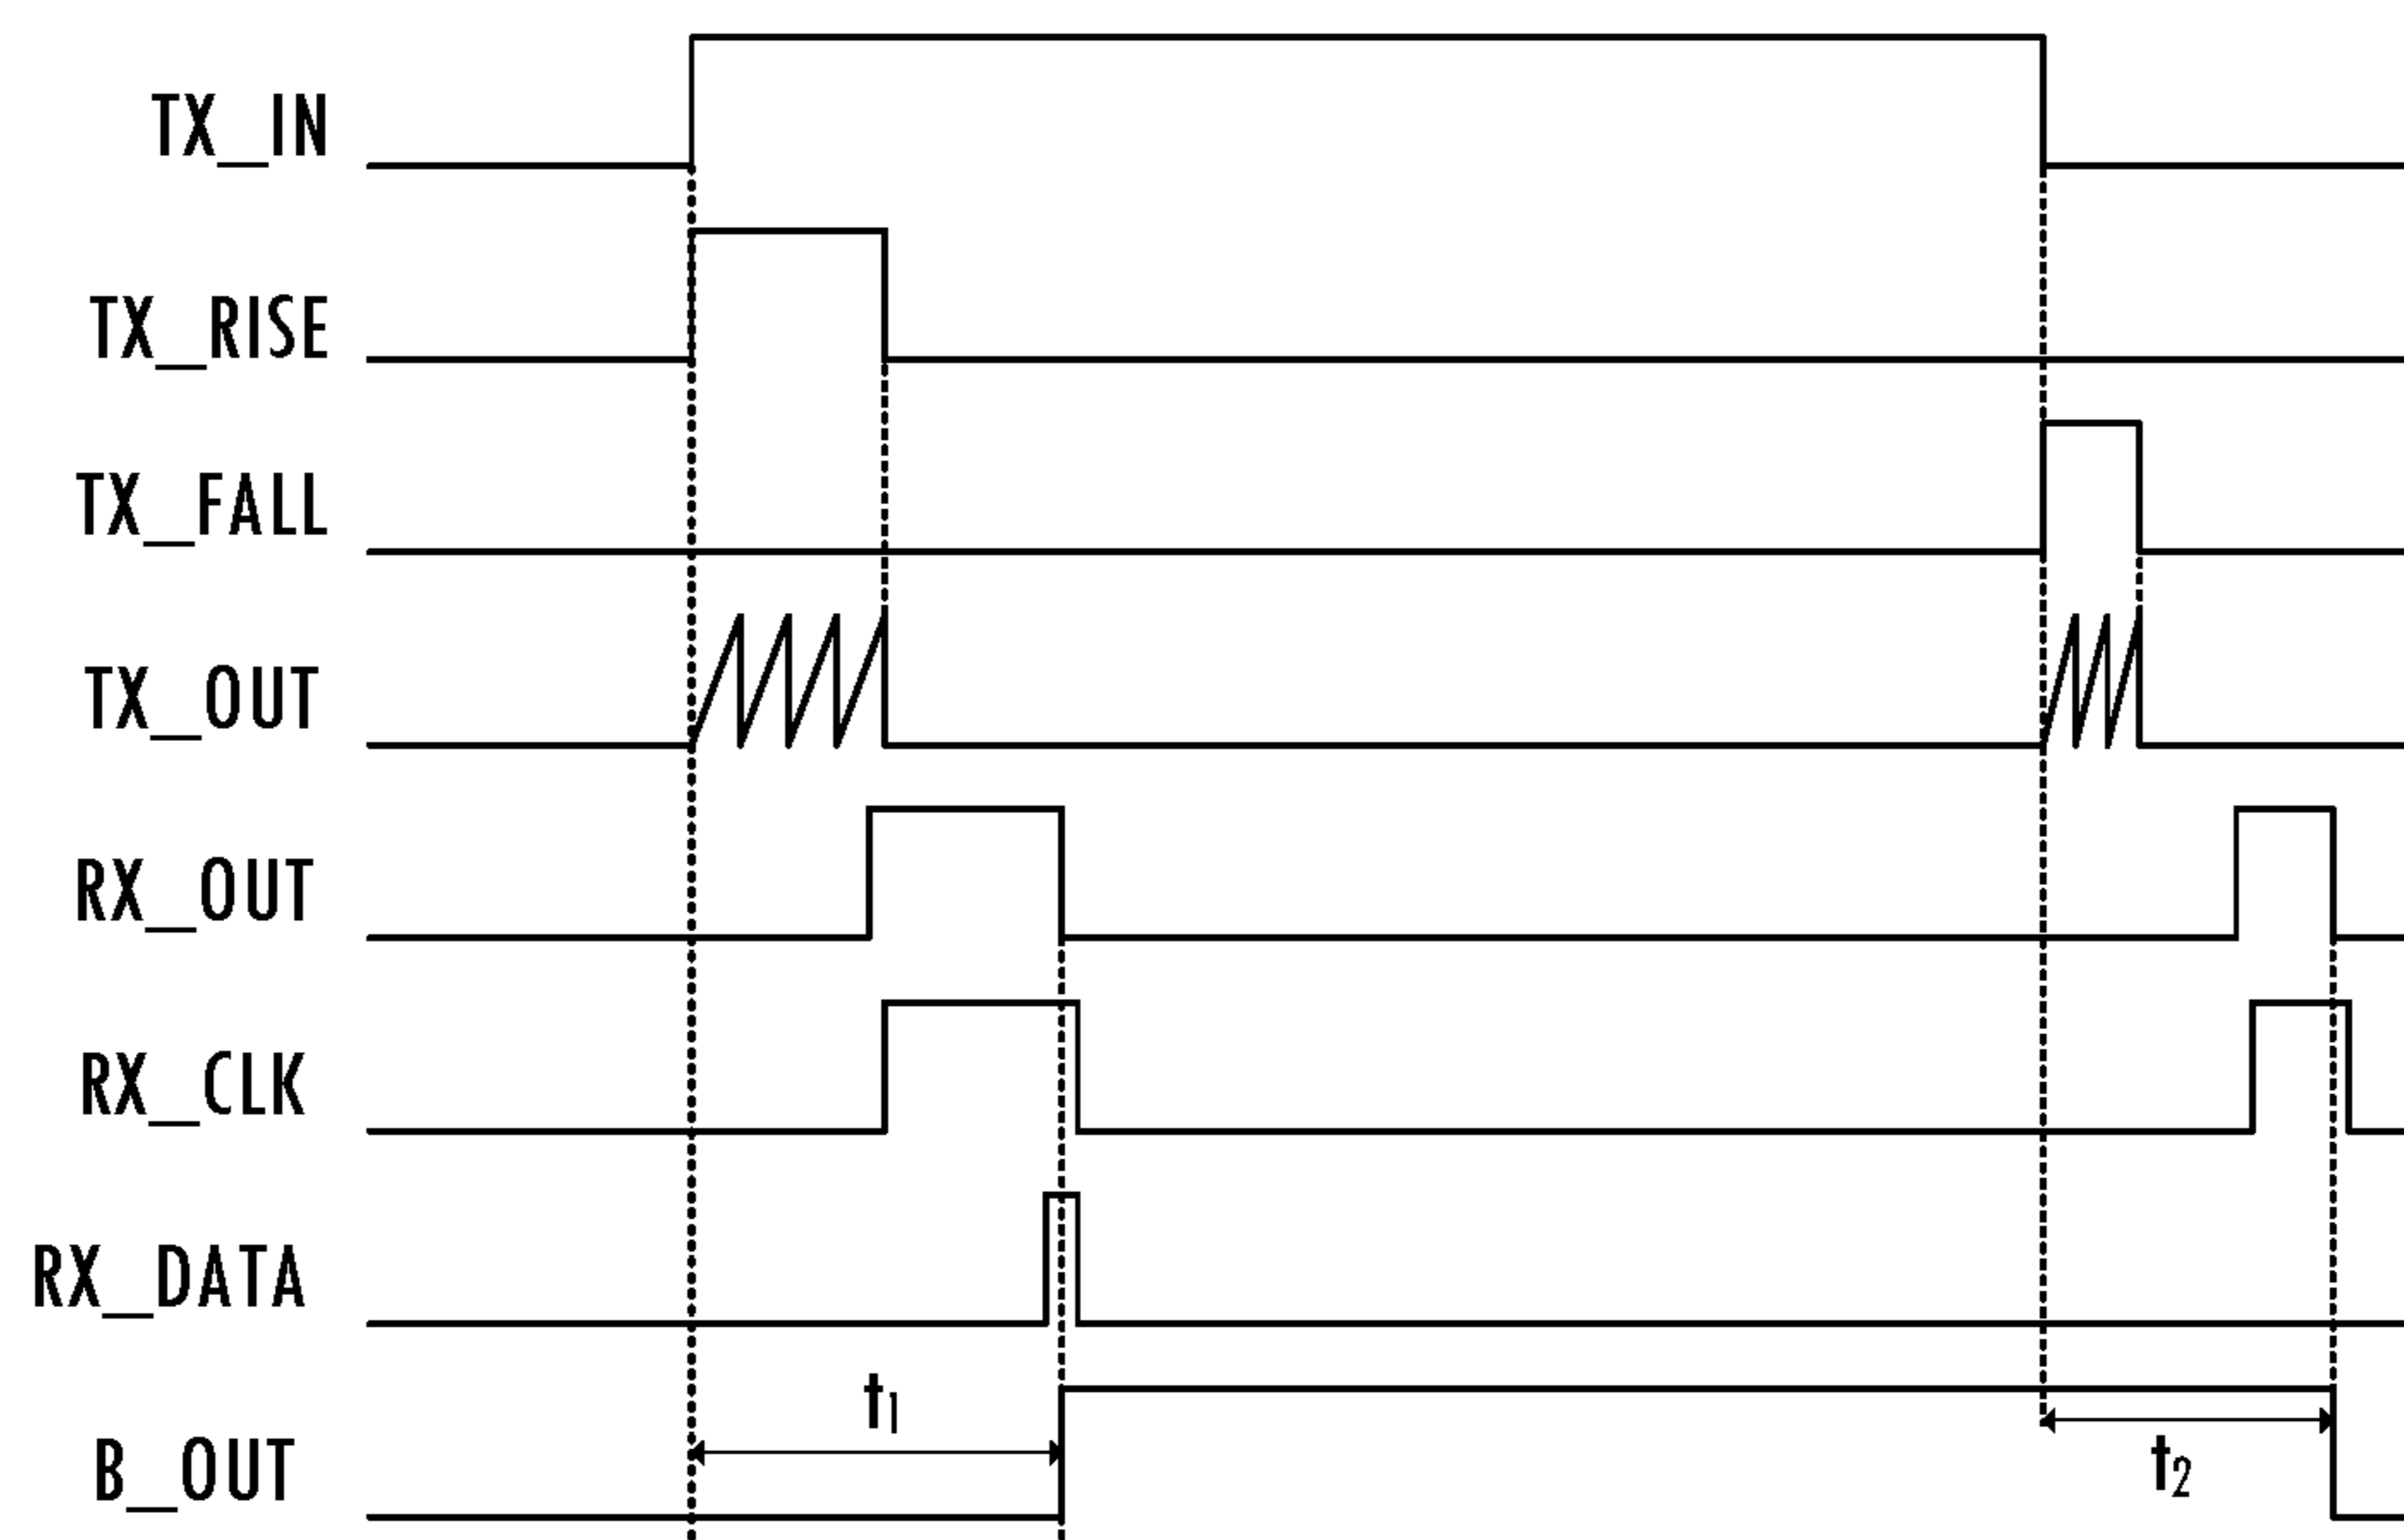 TX_IN
TX_RISE
TX_FALL
TX_OUT
RX_OUT
RX_CLK
RX_DATA
t1
t2
B_OUT